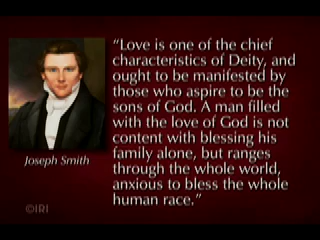 “Love is one of the chief
characteristics of Deity, and
ought to be manifested by
those who aspire to be the
sons of God. A man filled
with the love of God is not
content with blessing his
family alone, but ranges
through the whole world,
anxious to bless the whole
human race.”
Joseph Smith
©IRI